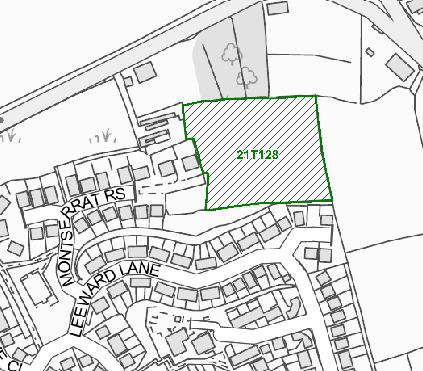 21T128
MONTSERRAT RS
LEEWARD LANE